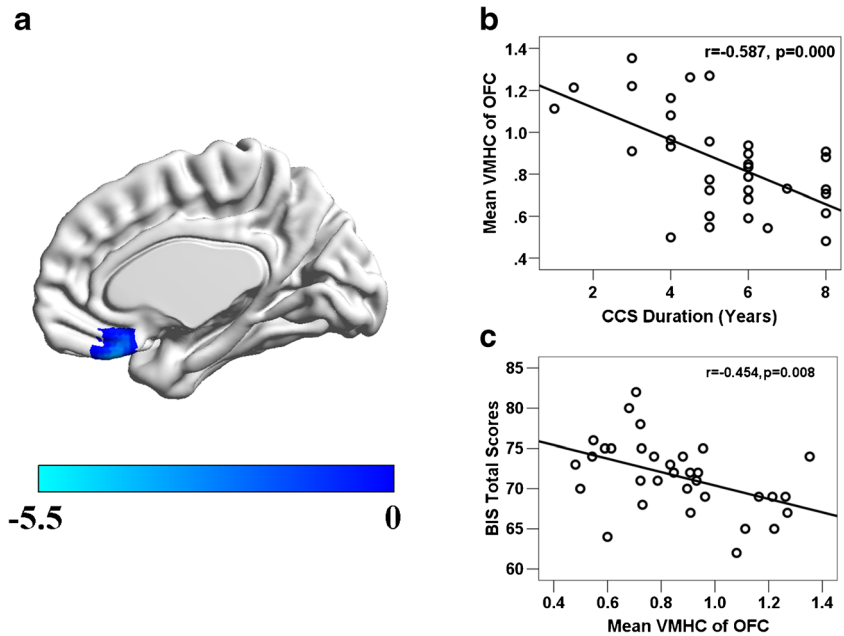 a
-5.5 0
b
r=-0.587, p=0.000
Mean VMHC of OFC
1.4
1.2
1.0
.8
.6
.4
2 4 6 8
CCS Duration (Years)
c
r=-0.454,p=0.008
BIS Total Scores
85
80
75
70
65
60
0.4 0.6 0.8 1.0 1.2 1.4
Mean VMHC of OFC